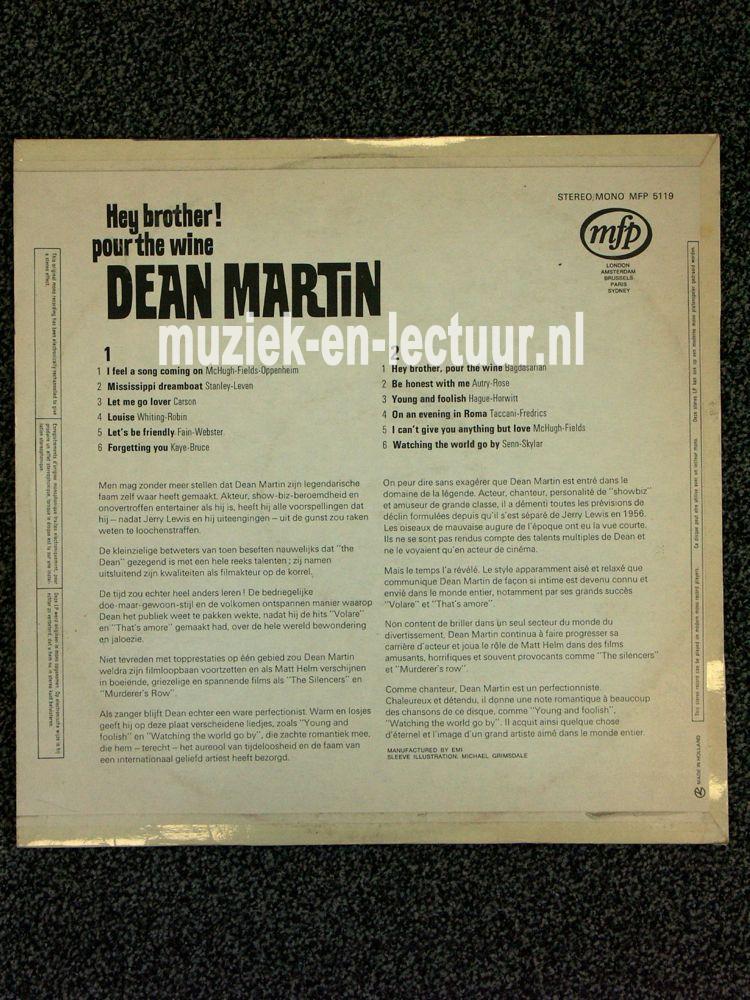 STEREO/MONO MFP 5119
mfp
LONDON
AMSTERDAM
BRUSSELS
PARIS
SYDNEY
Hey brother!
pour the wine
DEAN MARTIN
muziek-en-lectuur.nl
1
1 I feel a song coming on McHugh-Fields-Oppenheim
2 Mississippi dreamboat Stanley-Leven
3 Let me go lover Carson
4 Louise Whiting-Robin
5 Let's be friendly Fain-Webster
6 Forgetting you Kaye-Bruce
2
1 Hey brother, pour the wine Bagdasarian
2 Be honest with me Autry-Rose
3 Young and foolish Hague-Horwitt
4 On an evening in Roma Taccani-Fredrics
5 I can't give you anything but love McHugh-Fields
6 Watching the world go by Senn-Skylar
Men mag zonder meer stellen dat Dean Martin zijn legendarische
faam zelf waar heeft gemaakt. Akteur, show-biz-beroemdheid en
onovertroffen entertainer als hij is, heeft hij alle voorspellingen dat
hij – nadat Jerry Lewis en hij uiteengingen – uit de gunst zou raken
weten te loochenstraffen.
De kleinzielige betweters van toen beseften nauwelijks dat "the
Dean" gezegend is met een hele reeks talenten; zij namen
uitsluitend zijn kwaliteiten als filmakteur op de korrel.
De tijd zou echter heel anders leren! De bedriegelijke
doe-maar-gewoon-stijl en de volkomen ontspannen manier waarop
Dean het publiek weet te pakken wekte, nadat hij de hits "Volare"
en "That's amore" gemaakt had, over de hele wereld bewondering
en jaloezie.
Niet tevreden met topprestaties op één gebied zou Dean Martin
weldra zijn filmloopbaan voortzetten en als Matt Helm verschijnen
in boeiende, griezelige en spannende films als "The Silencers" en
"Murderer's Row".
Als zanger blijft Dean echter een ware perfectionist. Warm en losjes
geeft hij op deze plaat verscheidene liedjes, zoals "Young and
foolish" en "Watching the world go by", die zachte romantiek mee,
die hem – terecht – het aureool van tijdeloosheid en de faam van
een internationaal geliefd artiest heeft bezorgd.
On peur dire sans exagérer que Dean Martin est entré dans le
domaine de la légende. Acteur, chanteur, personalité de "showbiz"
et amuseur de grande classe, il a démenti toutes les prévisions de
déclin formulées depuis qu'il s'est séparé de Jerry Lewis en 1956.
Les oiseaux de mauvaise augure de l'époque ont eu la vue courte.
Ils ne se sont pas rendus compte des talents multiples de Dean et
ne le voyaient qu'en acteur de cinéma.
Mais le temps l'a révélé. Le style apparamment aisé et relaxé que
communique Dean Martin de façon si intime est devenu connu et
envié dans le monde entier, notamment par ses grands succès
"Volare" et "That's amore".
Non content de briller dans un seul secteur du monde du
divertissement, Dean Martin continua à faire progresser sa
carrière d'acteur et joua le rôle de Matt Helm dans des films
amusants, horrifiques et souvent provocants comme "The silencers"
et "Murderer's row".
Comme chanteur, Dean Martin est un perfectionniste.
Chaleureux et détendu, il donne une note romantique à beaucoup
des chansons de ce disque, comme "Young and foolish",
"Watching the world go by". Il acquit ainsi quelque chose
d'éternel et l'image d'un grand artiste aimé dans le monde entier.
MANUFACTURED BY EMI
SLEEVE ILLUSTRATION: MICHAEL GRIMSDALE
This original mono recording has been electronically reprocessed to give
a stereo effect.
This stereo record can be played on modern mono record players.
MADE IN HOLLAND